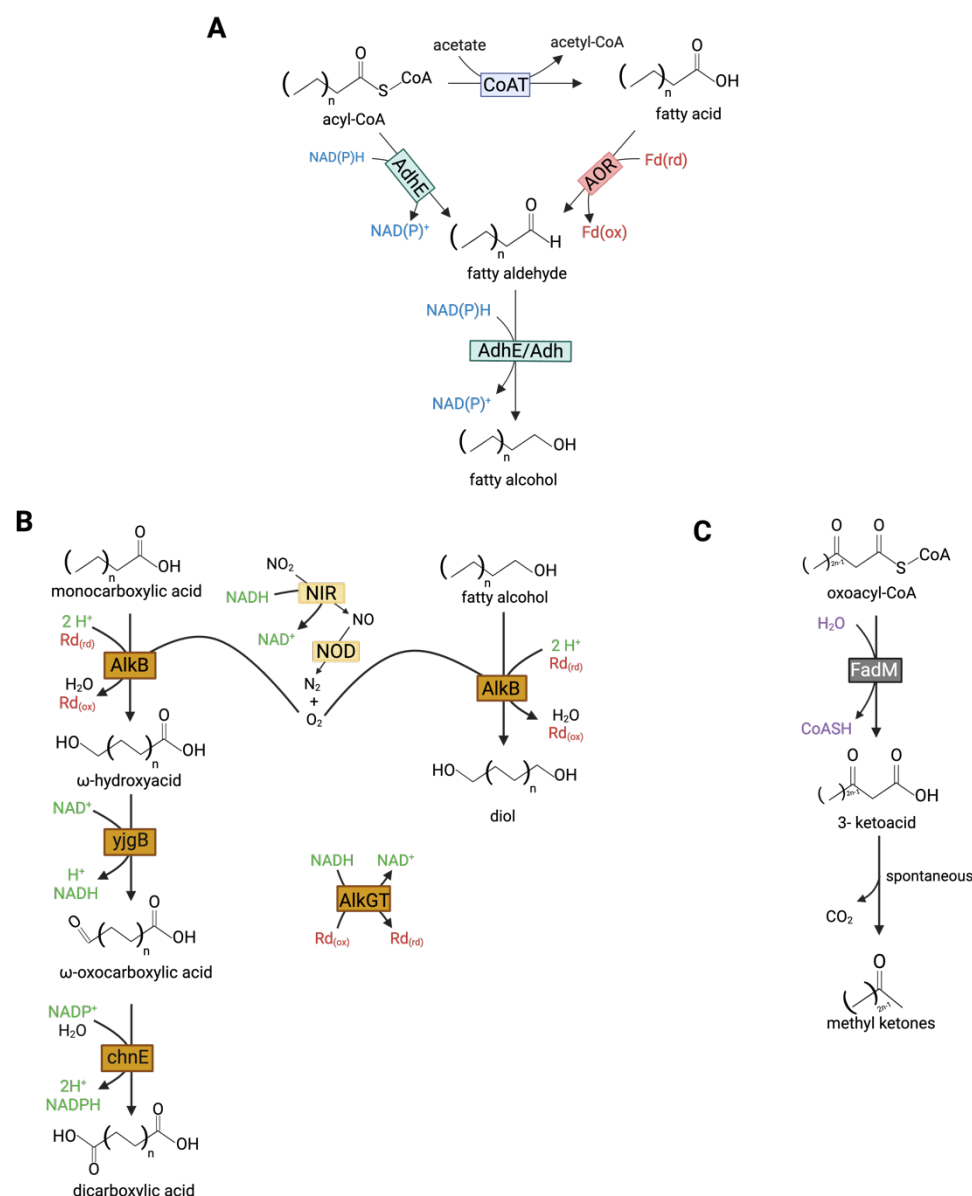 A
acetate
acetyl-CoA
O
S
CoA
( ) n
acyl-CoA
CoAT
O
OH
( ) n
fatty acid
NAD(P)H
AdhE
NAD(P)+
AOR
Fd(rd)
Fd(ox)
O
H
( ) n
fatty aldehyde
NAD(P)H
AdhE/Adh
NAD(P)+
OH
( ) n
fatty alcohol
B
O
OH
( ) n
monocarboxylic acid
2 H+
Rd(rd)
AlkB
H2O
Rd(ox)
HO
O
OH
( ) n
ω-hydroxyacid
NAD+
yjgB
H+
NADH
O
O
OH
( ) n
ω-oxocarboxylic acid
NADP+
H2O
chnE
2H+
NADPH
HO
O
O
OH
( ) n
dicarboxylic acid
NO2
NADH
NIR
NAD+
NO
NOD
N2
+
O2
OH
( ) n
fatty alcohol
2 H+
Rd(rd)
AlkB
H2O
Rd(ox)
HO
OH
( ) n
diol
NADH
NAD+
AlkGT
Rd(ox)
Rd(rd)
C
O
O
S
CoA
( ) 2n-1
oxoacyl-CoA
H2O
FadM
CoASH
O
O
OH
( ) 2n-1
3- ketoacid
spontaneous
CO2
O
( ) 2n-1
methyl ketones